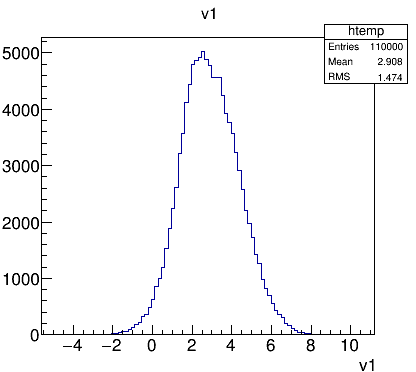 v1
htemp
Entries 110000
Mean 2.908
RMS 1.474
5000
4000
3000
2000
1000
0
−4 −2 0 2 4 6 8 10
v1